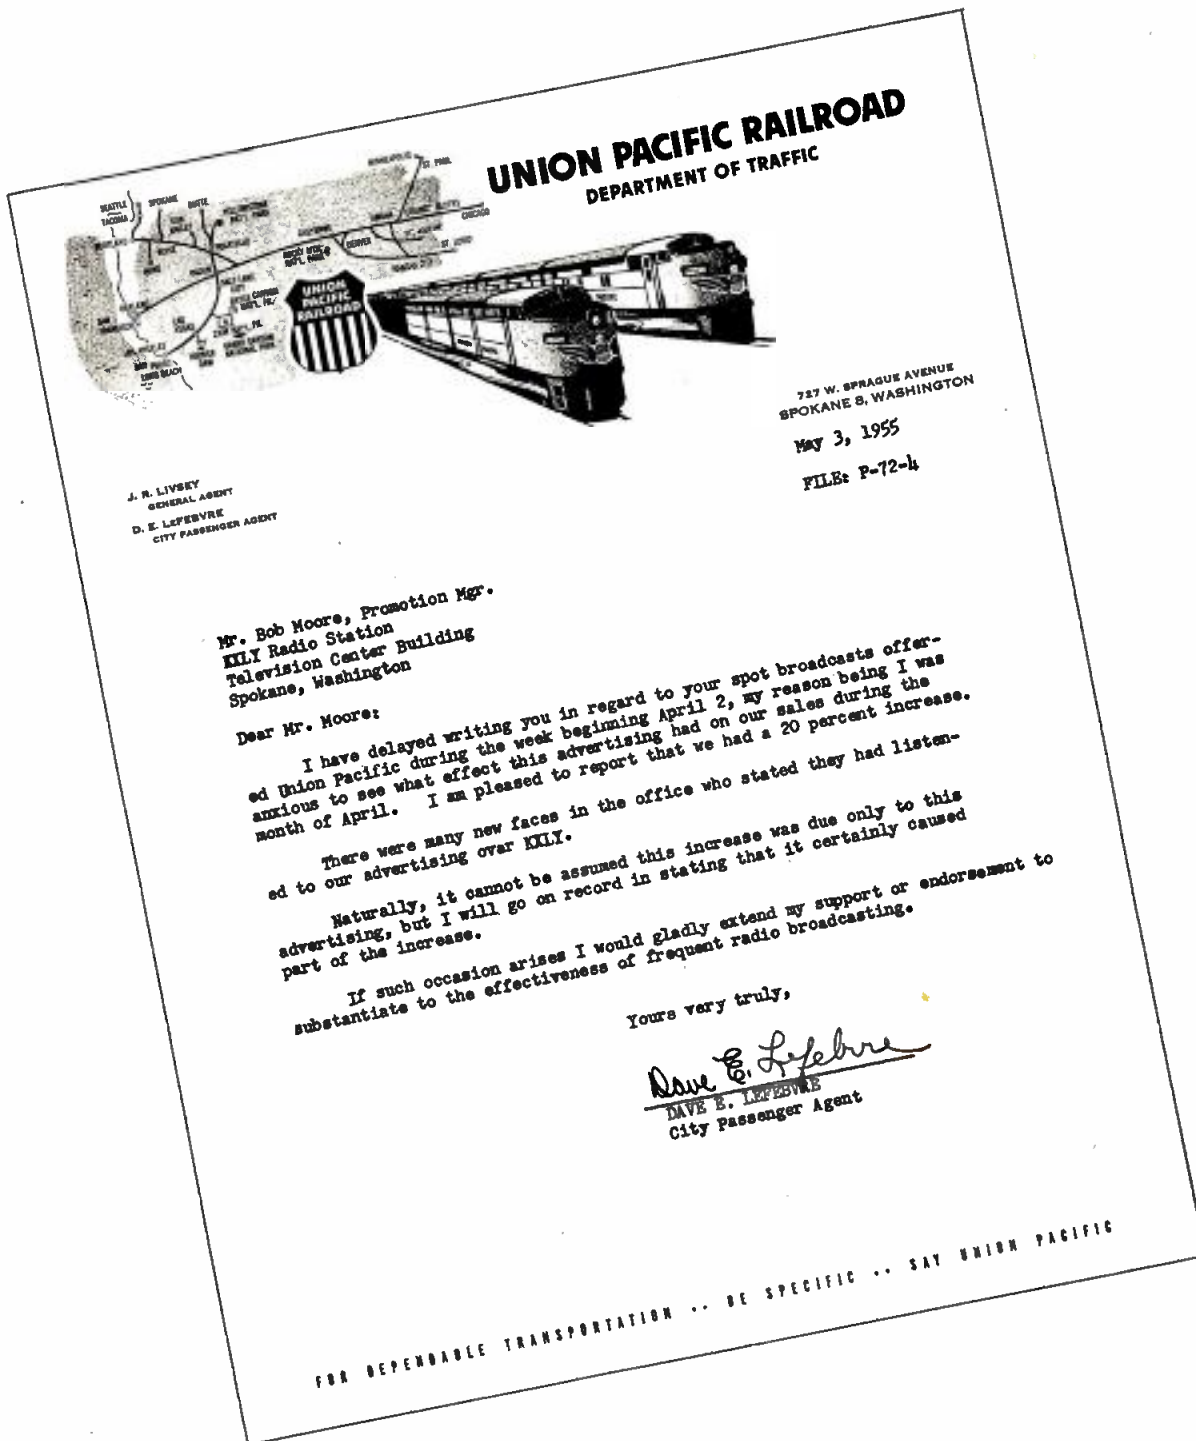 UNION PACIFIC RAILROAD
DEPARTMENT OF TRAFFIC
MINNEAPOLIS
ST. PAUL
SEATTLE
TACOMA
SPOKANE
BUTTE
CHICAGO
DENVER
ST. LOUIS
LONG BEACH
UNION
PACIFIC
RAILROAD
727 W. SPRAGUE AVENUE
SPOKANE 8, WASHINGTON
May 3, 1955
FILE: P-72-4
J. R. LIVSEY
GENERAL AGENT
D. E. LeFEBVRE
CITY PASSENGER AGENT
Mr. Bob Moore, Promotion Mgr.
KXLY Radio Station
Television Center Building
Spokane, Washington
Dear Mr. Moore:
I have delayed writing you in regard to your spot broadcasts offer-
ed Union Pacific during the week beginning April 2, my reason being I was
anxious to see what effect this advertising had on our sales during the
month of April. I am pleased to report that we had a 20 percent increase.
There were many new faces in the office who stated they had listen-
ed to our advertising over KXLY.
Naturally, it cannot be assumed this increase was due only to this
advertising, but I will go on record in stating that it certainly caused
part of the increase.
If such occasion arises I would gladly extend my support or endorsement to
substantiate to the effectiveness of frequent radio broadcasting.
Yours very truly,
Dave E. Lefebvre
DAVE E. LEFEBVRE
City Passenger Agent
FOR DEPENDABLE TRANSPORTATION .. BE SPECIFIC .. SAY UNION PACIFIC